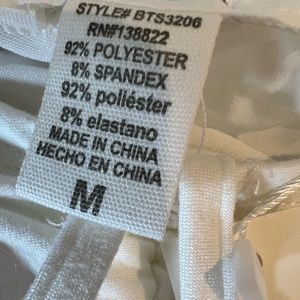 STYLE# BTS3206
RN#138822
92% POLYESTER
8% SPANDEX
92% poliéster
8% elastano
MADE IN CHINA
HECHO EN CHINA
M